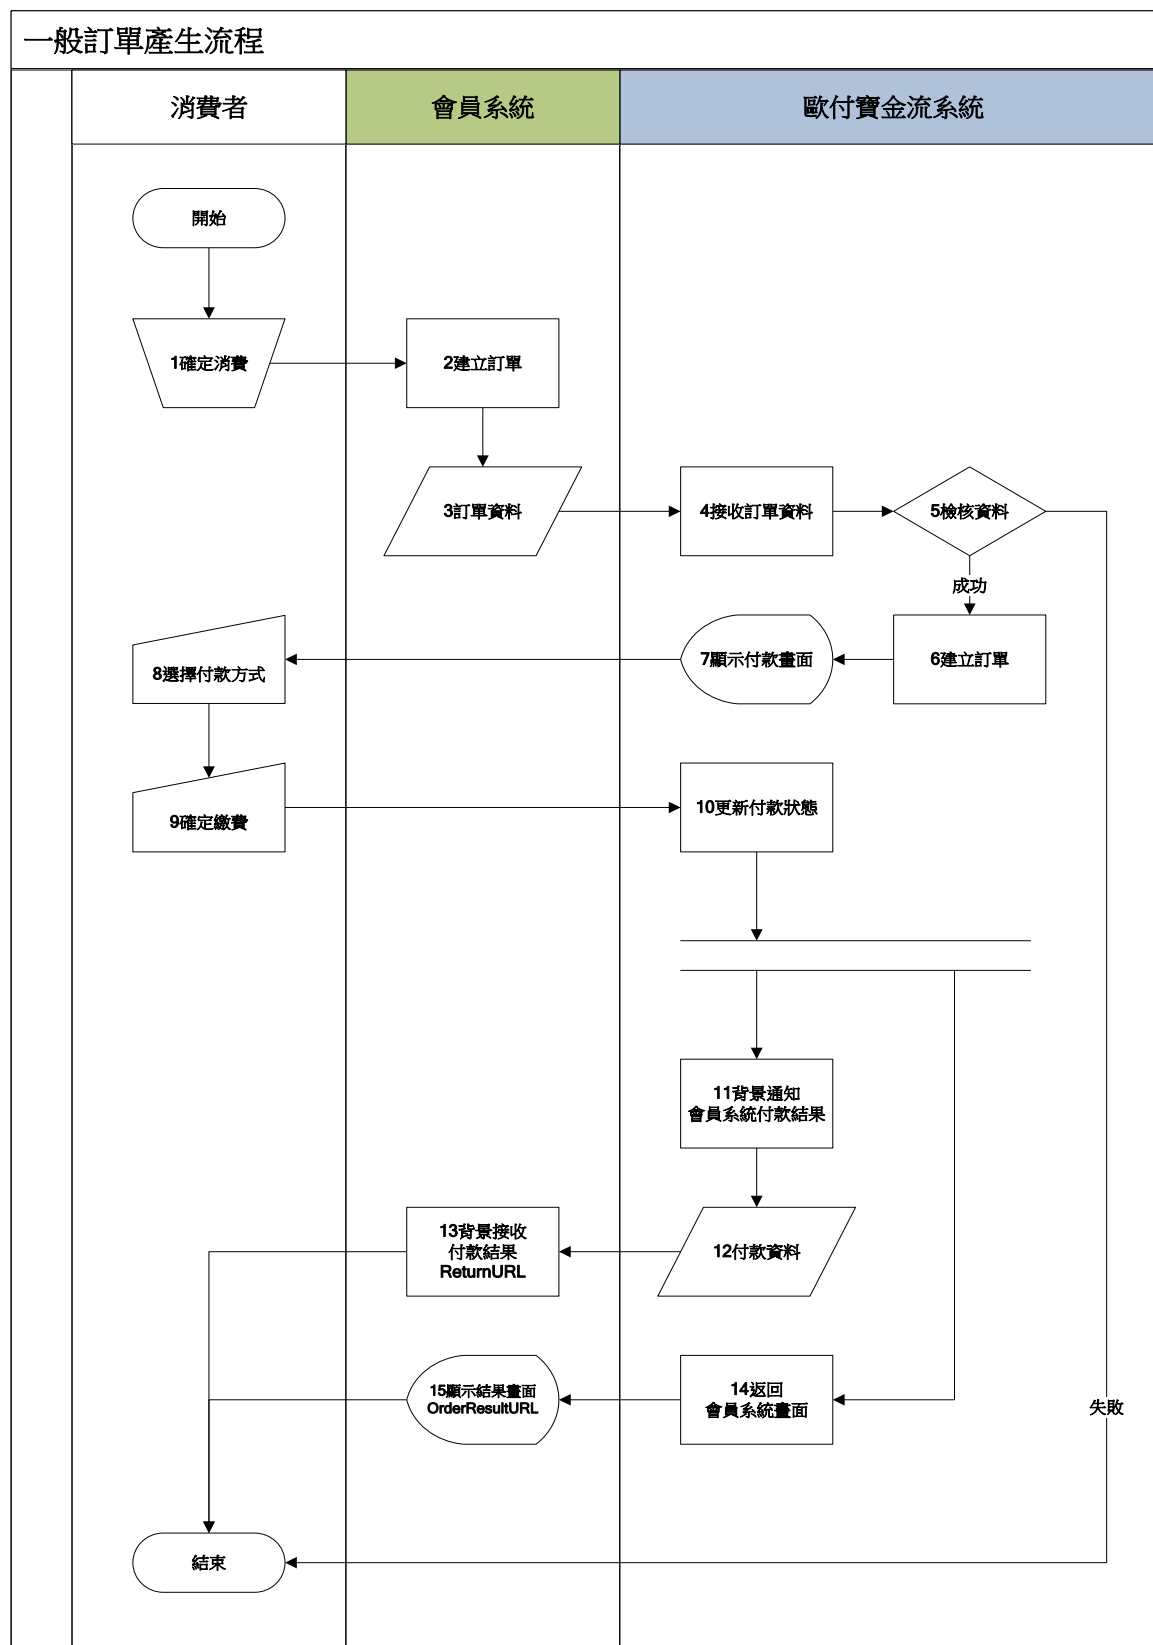 一般訂單產生流程
消費者
會員系統
歐付寶金流系統
開始
1確定消費
2建立訂單
3訂單資料
4接收訂單資料
5檢核資料
成功
6建立訂單
7顯示付款畫面
8選擇付款方式
9確定繳費
10更新付款狀態
11背景通知
會員系統付款結果
12付款資料
13背景接收
付款結果
ReturnURL
14返回
會員系統畫面
15顯示結果畫面
OrderResultURL
失敗
結束